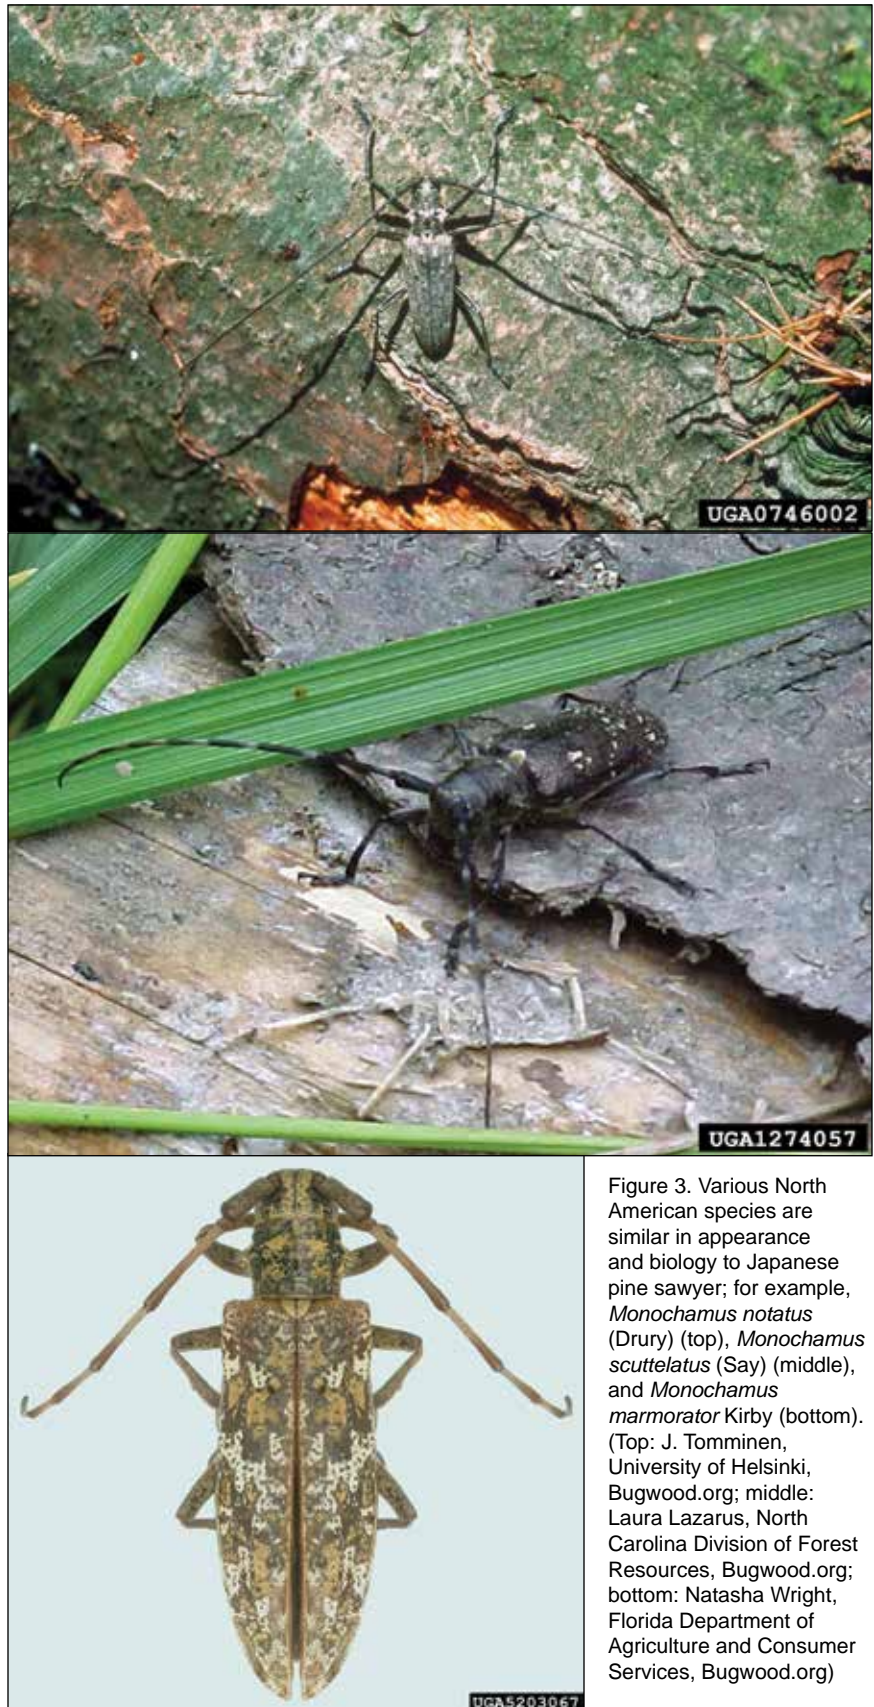 UGA0746002
UGA1274057
UGA5203067
Figure 3. Various North
American species are
similar in appearance
and biology to Japanese
pine sawyer; for example,
Monochamus notatus
(Drury) (top), Monochamus
scuttelatus (Say) (middle),
and Monochamus
marmorator Kirby (bottom).
(Top: J. Tomminen,
University of Helsinki,
Bugwood.org; middle:
Laura Lazarus, North
Carolina Division of Forest
Resources, Bugwood.org;
bottom: Natasha Wright,
Florida Department of
Agriculture and Consumer
Services, Bugwood.org)